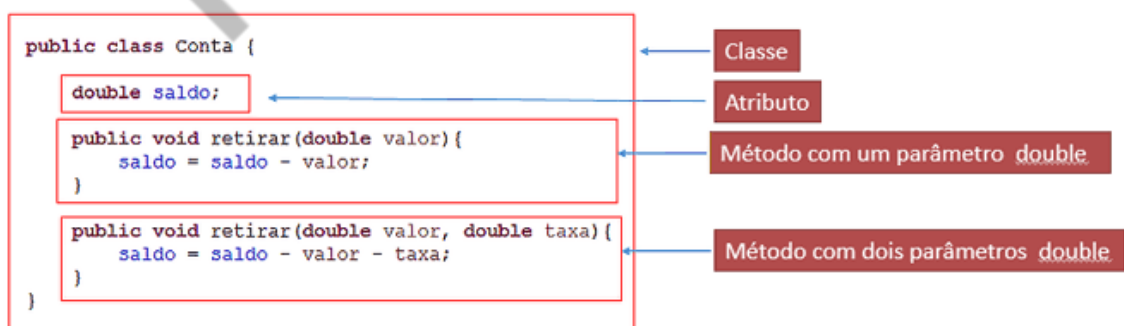 public class Conta {
Classe
double saldo;
Atributo
public void retirar(double valor){
saldo = saldo - valor;
}
Método com um parâmetro double
public void retirar(double valor, double taxa){
saldo = saldo - valor - taxa;
}
Método com dois parâmetros double
}